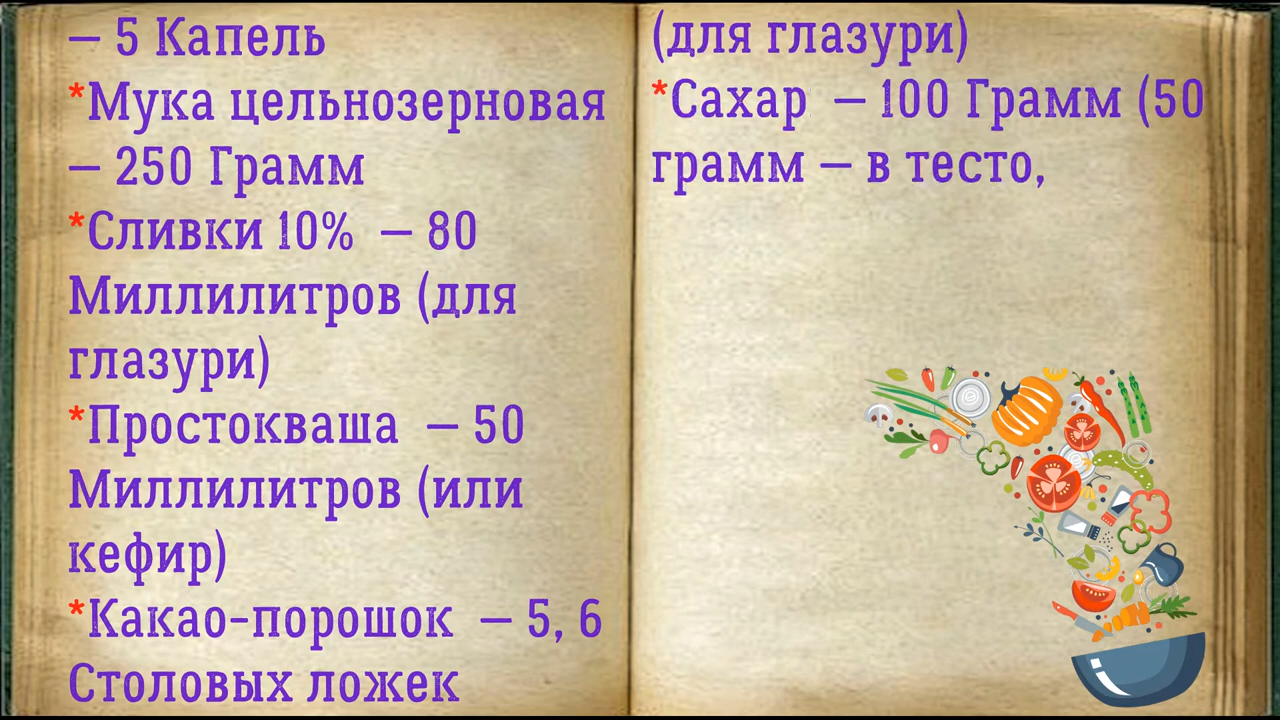 – 5 Капель
*Мука цельнозерновая
– 250 Грамм
*Сливки 10% – 80
Миллилитров (для
глазури)
*Простокваша – 50
Миллилитров (или
кефир)
*Какао-порошок – 5, 6
Столовых ложек
(для глазури)
*Сахар – 100 Грамм (50
грамм – в тесто,